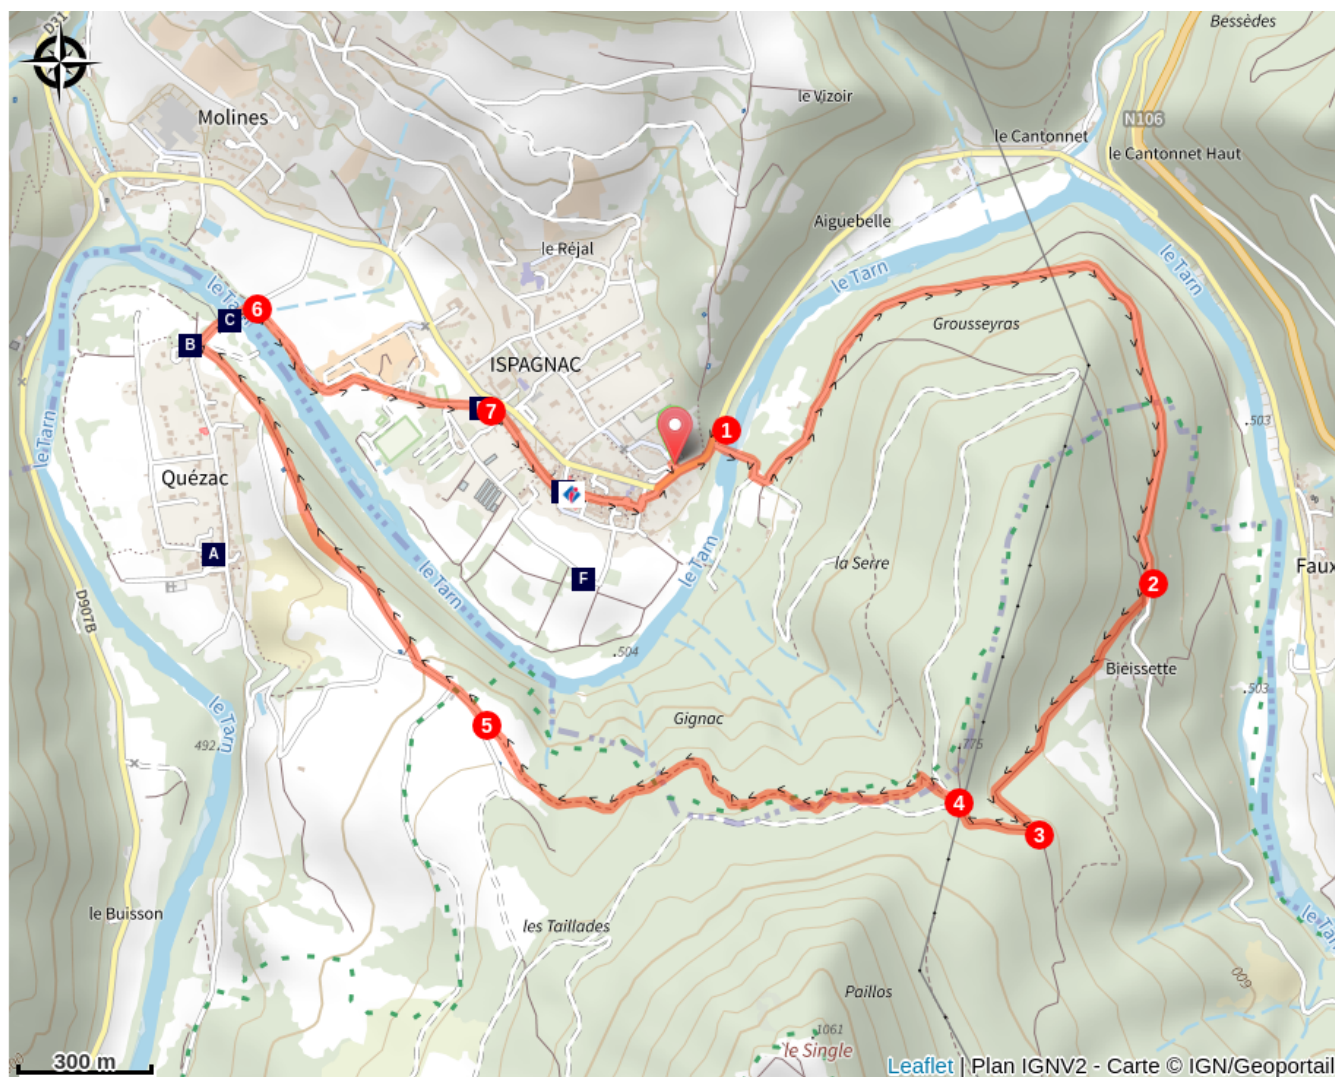 D31
Bessèdes
le Vizoir
N106
Molines
le Cantonnet
le Cantonnet Haut
Aiguebelle
le Réjal
le Tarn
le Tarn
6
C
B
Grousseyras
ISPAGNAC
7
1
.503
le Tarn
Quézac
A
la Serre
le Tarn
le Tarn
F
2
Faux
D907B
.504
Bieissette
.503
le Tarn
Gignac
5
492
.775
4
3
le Buisson
les Taillades
le Tarn
600
Paillos
.1061
le Single
300 m
Leaflet | Plan IGNV2 - Carte © IGN/Geoportail